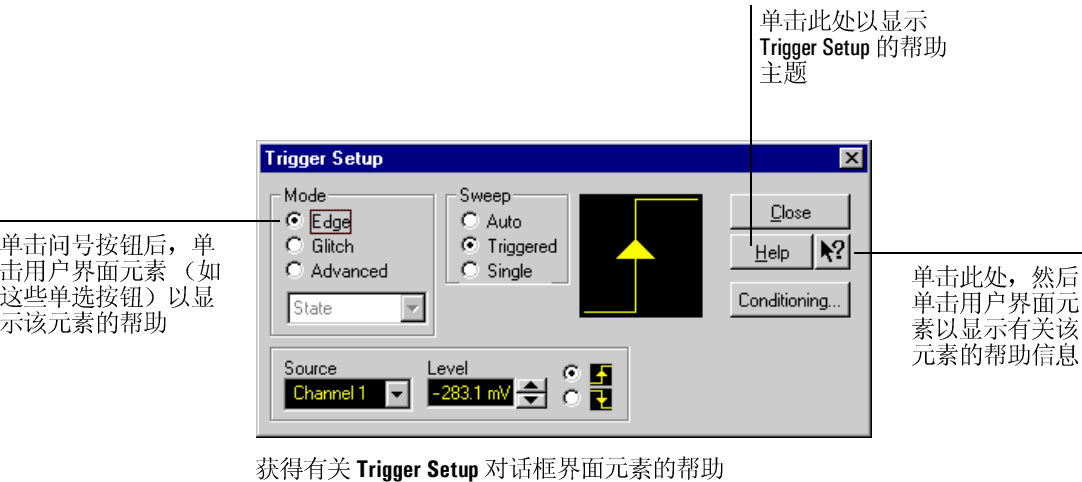 单击此处以显示
Trigger Setup 的帮助
主题
Trigger Setup
Mode
Edge
Glitch
Advanced
State
Sweep
Auto
Triggered
Single
Close
Help
?
Conditioning...
Source
Channel 1
Level
-283.1 mV
单击问号按钮后，单
击用户界面元素 （如
这些单选按钮）以显
示该元素的帮助
单击此处，然后
单击用户界面元
素以显示有关该
元素的帮助信息
获得有关 Trigger Setup 对话框界面元素的帮助